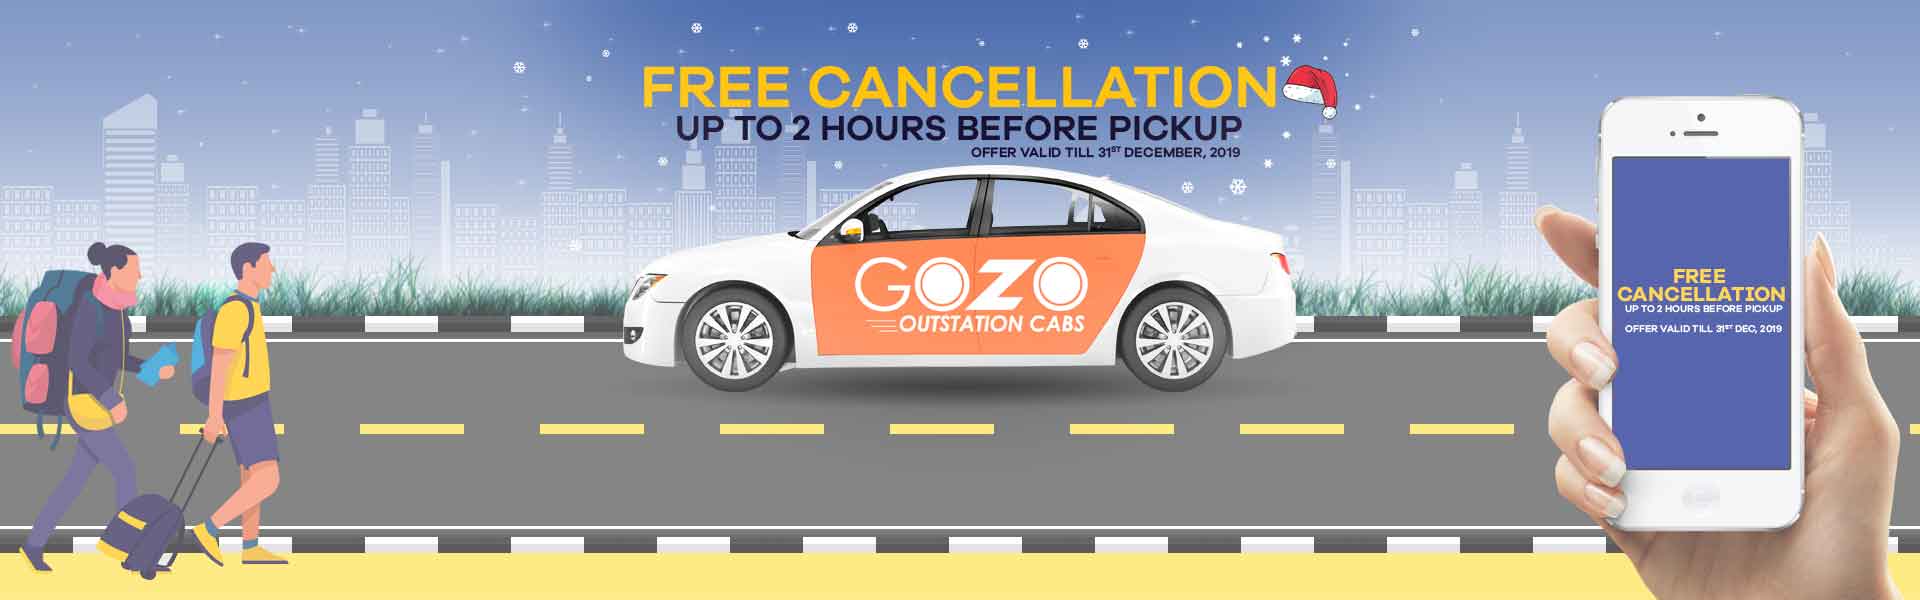 FREE CANCELLATION
UP TO 2 HOURS BEFORE PICKUP
OFFER VALID TILL 31ST DECEMBER, 2019
GOZO
OUTSTATION CABS
FREE
CANCELLATION
UP TO 2 HOURS BEFORE PICKUP
OFFER VALID TILL 31ST DEC, 2019